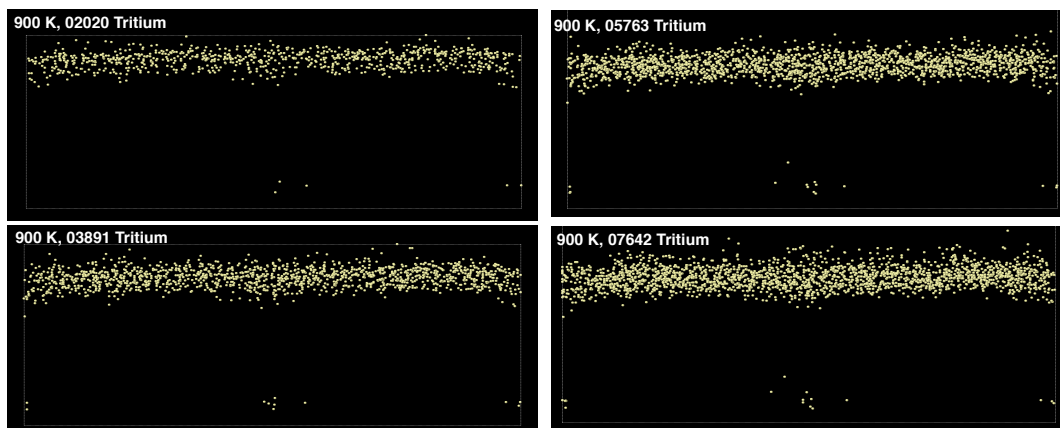 900 K, 02020 Tritium
900 K, 05763 Tritium
900 K, 03891 Tritium
900 K, 07642 Tritium